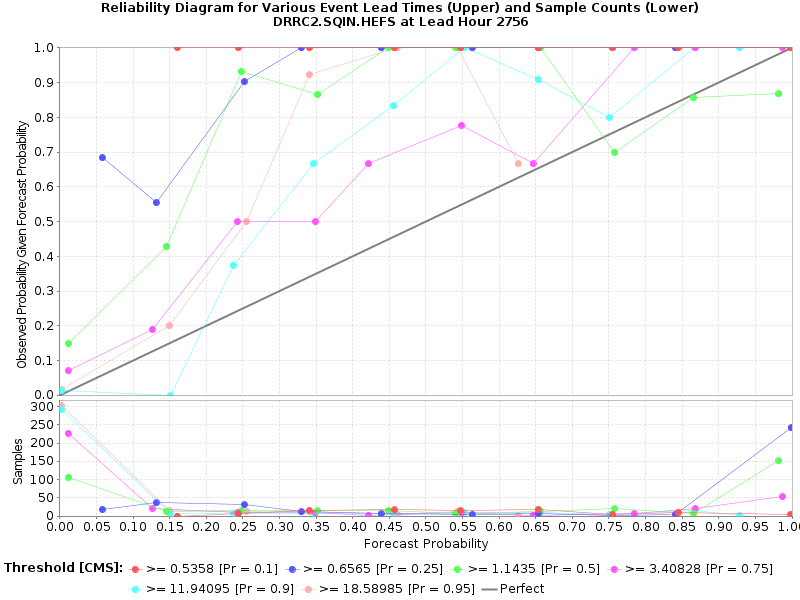 Reliability Diagram for Various Event Lead Times (Upper) and Sample Counts (Lower)
DRRC2.SQIN.HEFS at Lead Hour 2756
Observed Probability Given Forecast Probability
1.0
0.9
0.8
0.7
0.6
0.5
0.4
0.3
0.2
0.1
0.0
Samples
300
250
200
150
100
50
0
0.00 0.05 0.10 0.15 0.20 0.25 0.30 0.35 0.40 0.45 0.50 0.55 0.60 0.65 0.70 0.75 0.80 0.85 0.90 0.95 1.0
Forecast Probability
Threshold [CMS]: >= 0.5358 [Pr = 0.1] >= 0.6565 [Pr = 0.25] >= 1.1435 [Pr = 0.5] >= 3.40828 [Pr = 0.75]
>= 11.94095 [Pr = 0.9] >= 18.58985 [Pr = 0.95] Perfect